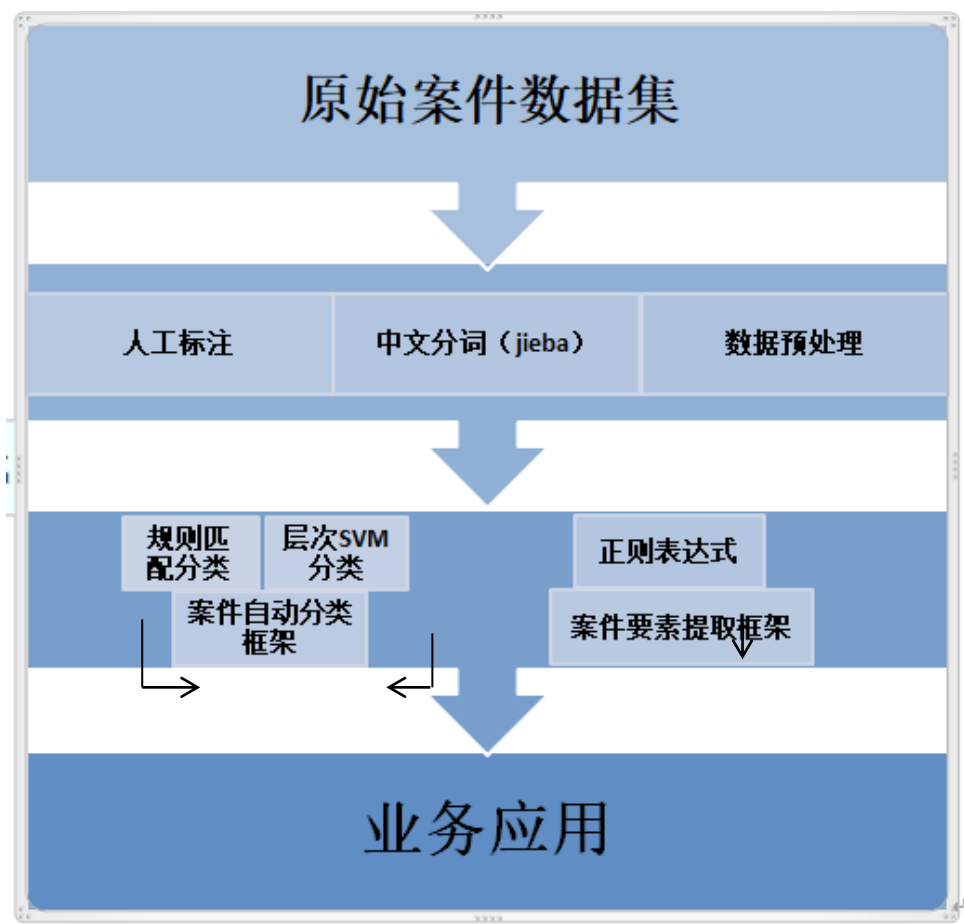 原始案件数据集
人工标注
中文分词（jieba）
数据预处理
规则匹
配分类
层次SVM
分类
案件自动分类
框架
正则表达式
案件要素提取框架
业务应用